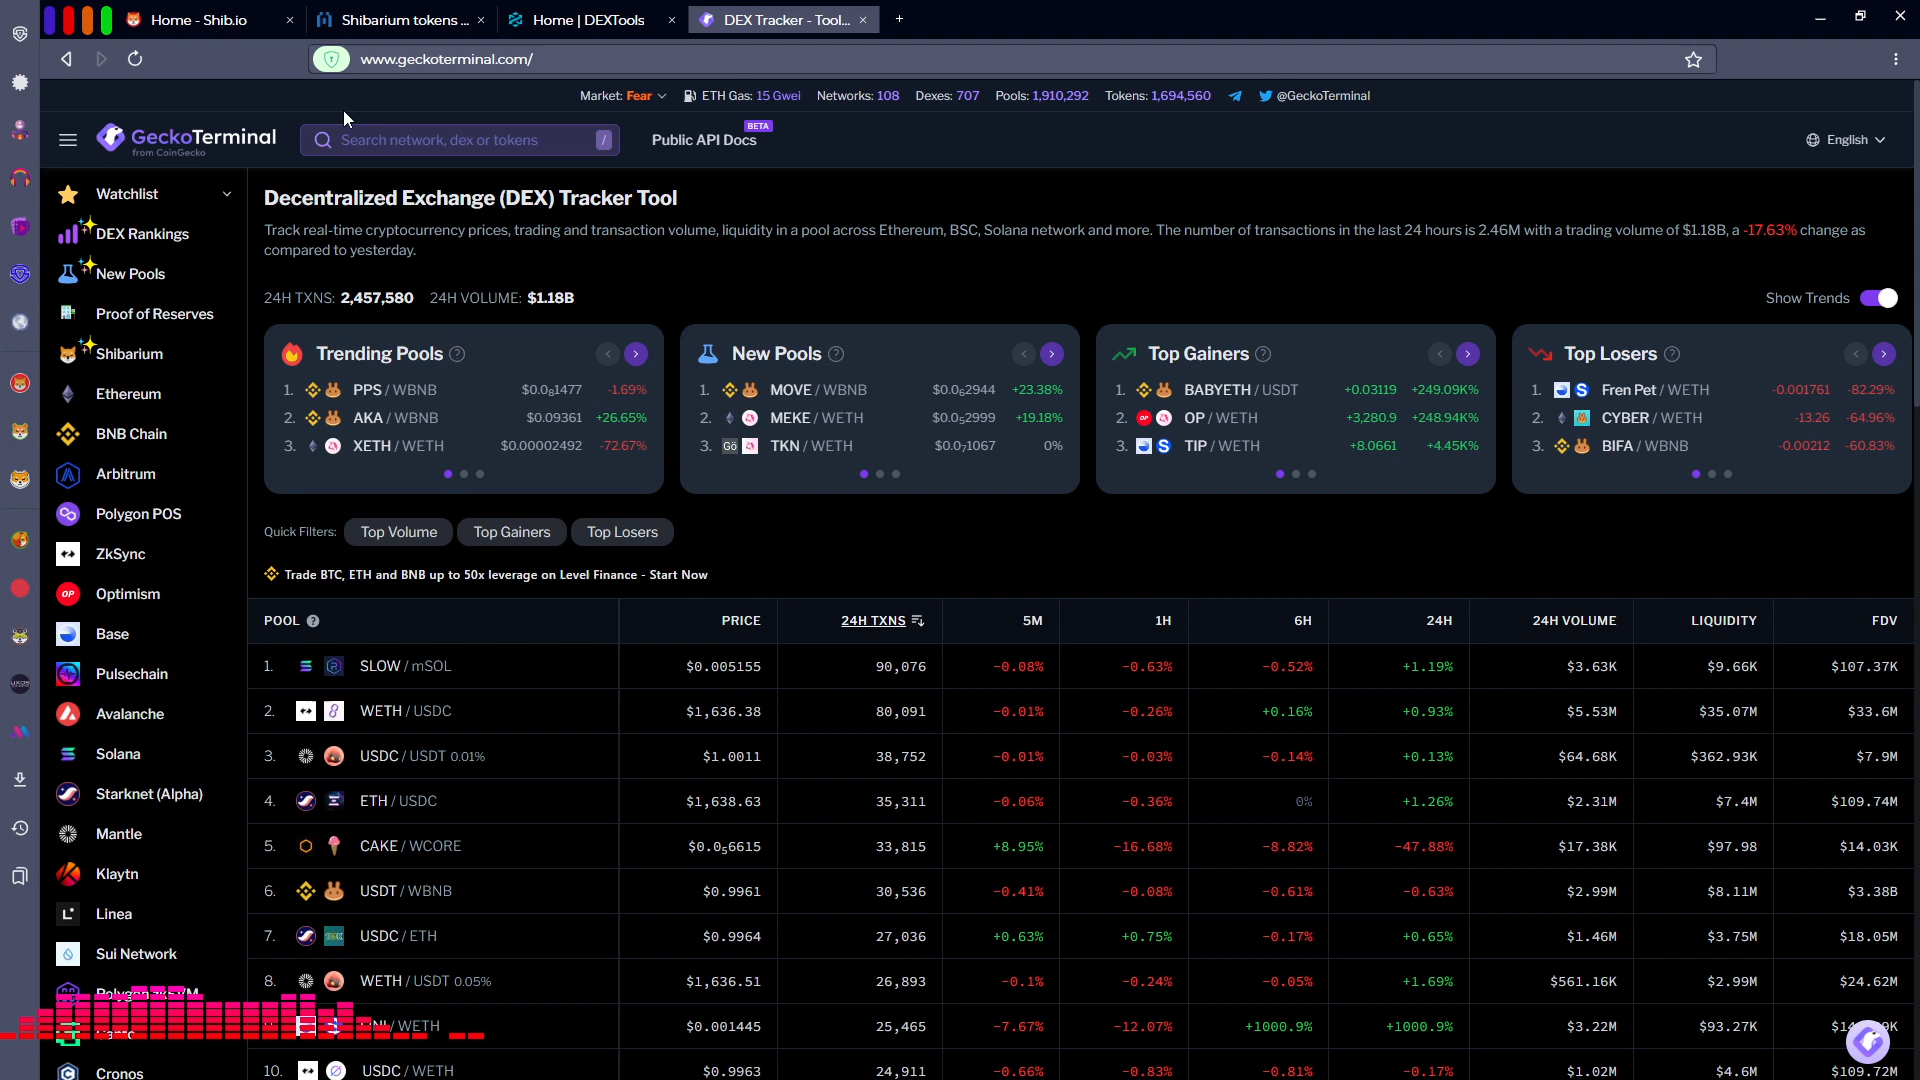 Home - Shib.io
Shibarium tokens ...
Home | DEXTools
DEX Tracker - Tool...
www.geckoterminal.com/
Market: Fear
ETH Gas: 15 Gwei
Networks: 108
Dexes: 707
Pools: 1,910,292
Tokens: 1,694,560
@GeckoTerminal
GeckoTerminal
from CoinGecko
Search network, dex or tokens /
Public API Docs
BETA
English
Watchlist
DEX Rankings
New Pools
Proof of Reserves
Shibarium
Ethereum
BNB Chain
Arbitrum
Polygon POS
ZkSync
Optimism
Base
Pulsechain
Avalanche
Solana
Starknet (Alpha)
Mantle
Klaytn
Linea
Sui Network
Cronos
Decentralized Exchange (DEX) Tracker Tool
Track real-time cryptocurrency prices, trading and transaction volume, liquidity in a pool across Ethereum, BSC, Solana network and more. The number of transactions in the last 24 hours is 2.46M with a trading volume of $1.18B, a -17.63% change as
compared to yesterday.
24H TXNS: 2,457,580 24H VOLUME: $1.18B
Show Trends
Trending Pools
1. PPS / WBNB $0.0₈1477 -1.69%
2. AKA / WBNB $0.09361 +26.65%
3. XETH / WETH $0.00002492 -72.67%
New Pools
1. MOVE / WBNB $0.0₆2944 +23.38%
2. MEKE / WETH $0.0₅2999 +19.18%
3. TKN / WETH $0.0₇1067 0%
Top Gainers
1. BABYETH / USDT +0.03119 +249.09K%
2. OP / WETH +3,280.9 +248.94K%
3. TIP / WETH +8.0661 +4.45K%
Top Losers
1. Fren Pet / WETH -0.001761 -82.29%
2. CYBER / WETH -13.26 -64.96%
3. BIFA / WBNB -0.00212 -60.83%
Quick Filters: Top Volume Top Gainers Top Losers
Trade BTC, ETH and BNB up to 50x leverage on Level Finance - Start Now
POOL PRICE 24H TXNS 5M 1H 6H 24H 24H VOLUME LIQUIDITY FDV
1. SLOW / mSOL $0.005155 90,076 -0.08% -0.63% -0.52% +1.19% $3.63K $9.66K $107.37K
2. WETH / USDC $1,636.38 80,091 -0.01% -0.26% +0.16% +0.93% $5.53M $35.07M $33.6M
3. USDC / USDT 0.01% $1.0011 38,752 -0.01% -0.03% -0.14% +0.13% $64.68K $362.93K $7.9M
4. ETH / USDC $1,638.63 35,311 -0.06% -0.36% 0% +1.26% $2.31M $7.4M $109.74M
5. CAKE / WCORE $0.0₅6615 33,815 +8.95% -16.68% -8.82% -47.88% $17.38K $97.98 $14.03K
6. USDT / WBNB $0.9961 30,536 -0.41% -0.08% -0.61% -0.63% $2.99M $8.11M $3.38B
7. USDC / ETH $0.9964 27,036 +0.63% +0.75% -0.17% +0.65% $1.46M $3.75M $18.05M
8. WETH / USDT 0.05% $1,636.51 26,893 -0.1% -0.24% -0.05% +1.69% $561.16K $2.99M $24.62M
/ WETH $0.001445 25,465 -7.67% -12.07% +1000.9% +1000.9% $3.22M $93.27K
10. USDC / WETH $0.9963 24,911 -0.66% -0.83% -0.81% -0.17% $1.02M $4.6M $109.72M